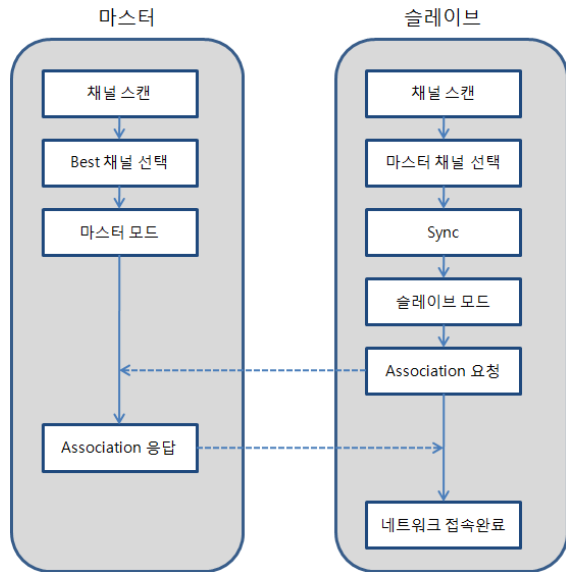 마스터
채널 스캔
Best 채널 선택
마스터 모드
Association 응답
슬레이브
채널 스캔
마스터 채널 선택
Sync
슬레이브 모드
Association 요청
네트워크 접속완료